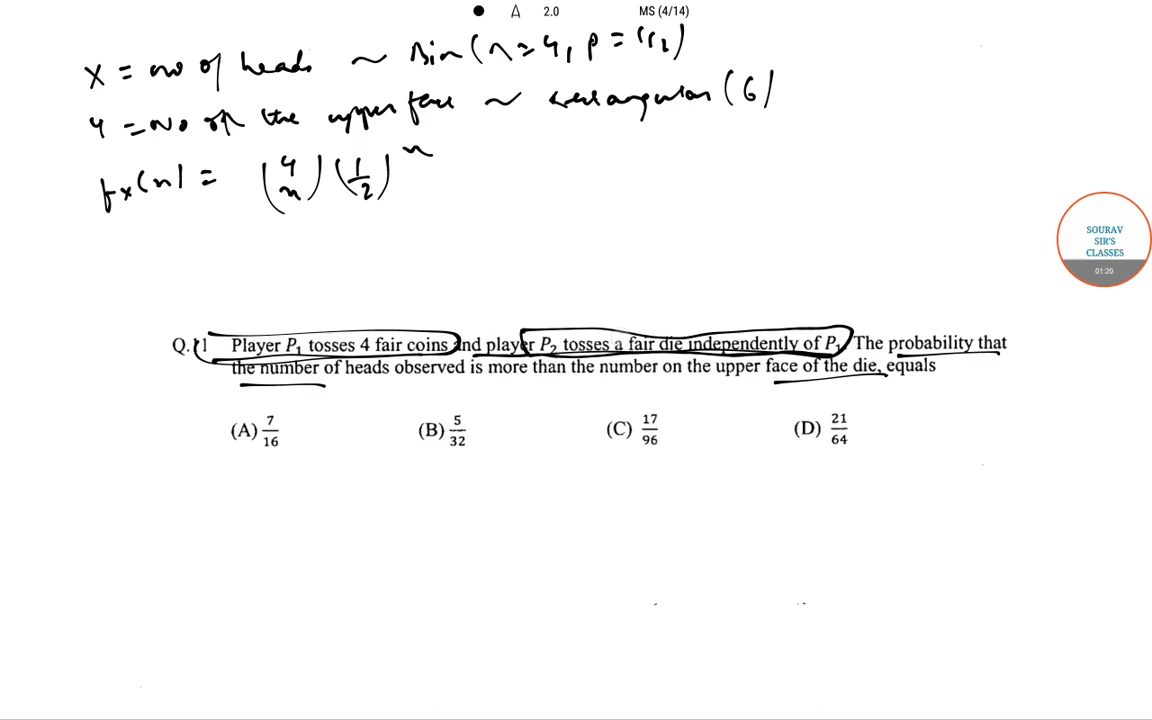 2.0 MS (4/14)
X = no of heads ~ Bin(n=4, p=1/2)
Y = No on the upper face ~ rectangular (6)
fx(x) = (4 x) (1/2)^x
SOURAV
SIR'S
CLASSES
01:20
Q.11 Player P₁ tosses 4 fair coins and player P₂ tosses a fair die independently of P₁. The probability that
the number of heads observed is more than the number on the upper face of the die, equals
(A) 7/16 (B) 5/32 (C) 17/96 (D) 21/64